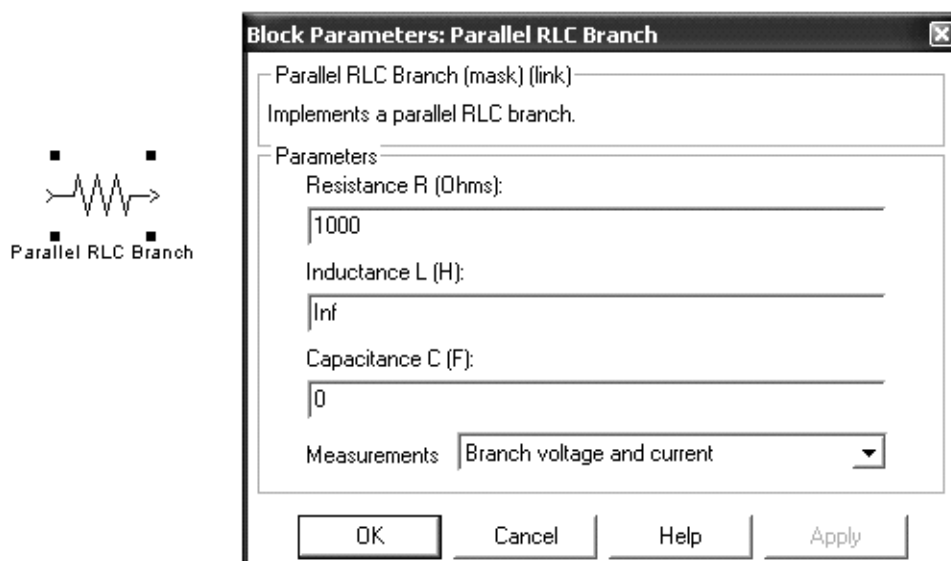 Block Parameters: Parallel RLC Branch
Parallel RLC Branch (mask) (link)
Implements a parallel RLC branch.
Parallel RLC Branch
Parameters
Resistance R (Ohms):
1000
Inductance L (H):
Inf
Capacitance C (F):
0
Measurements Branch voltage and current
OK Cancel Help Apply